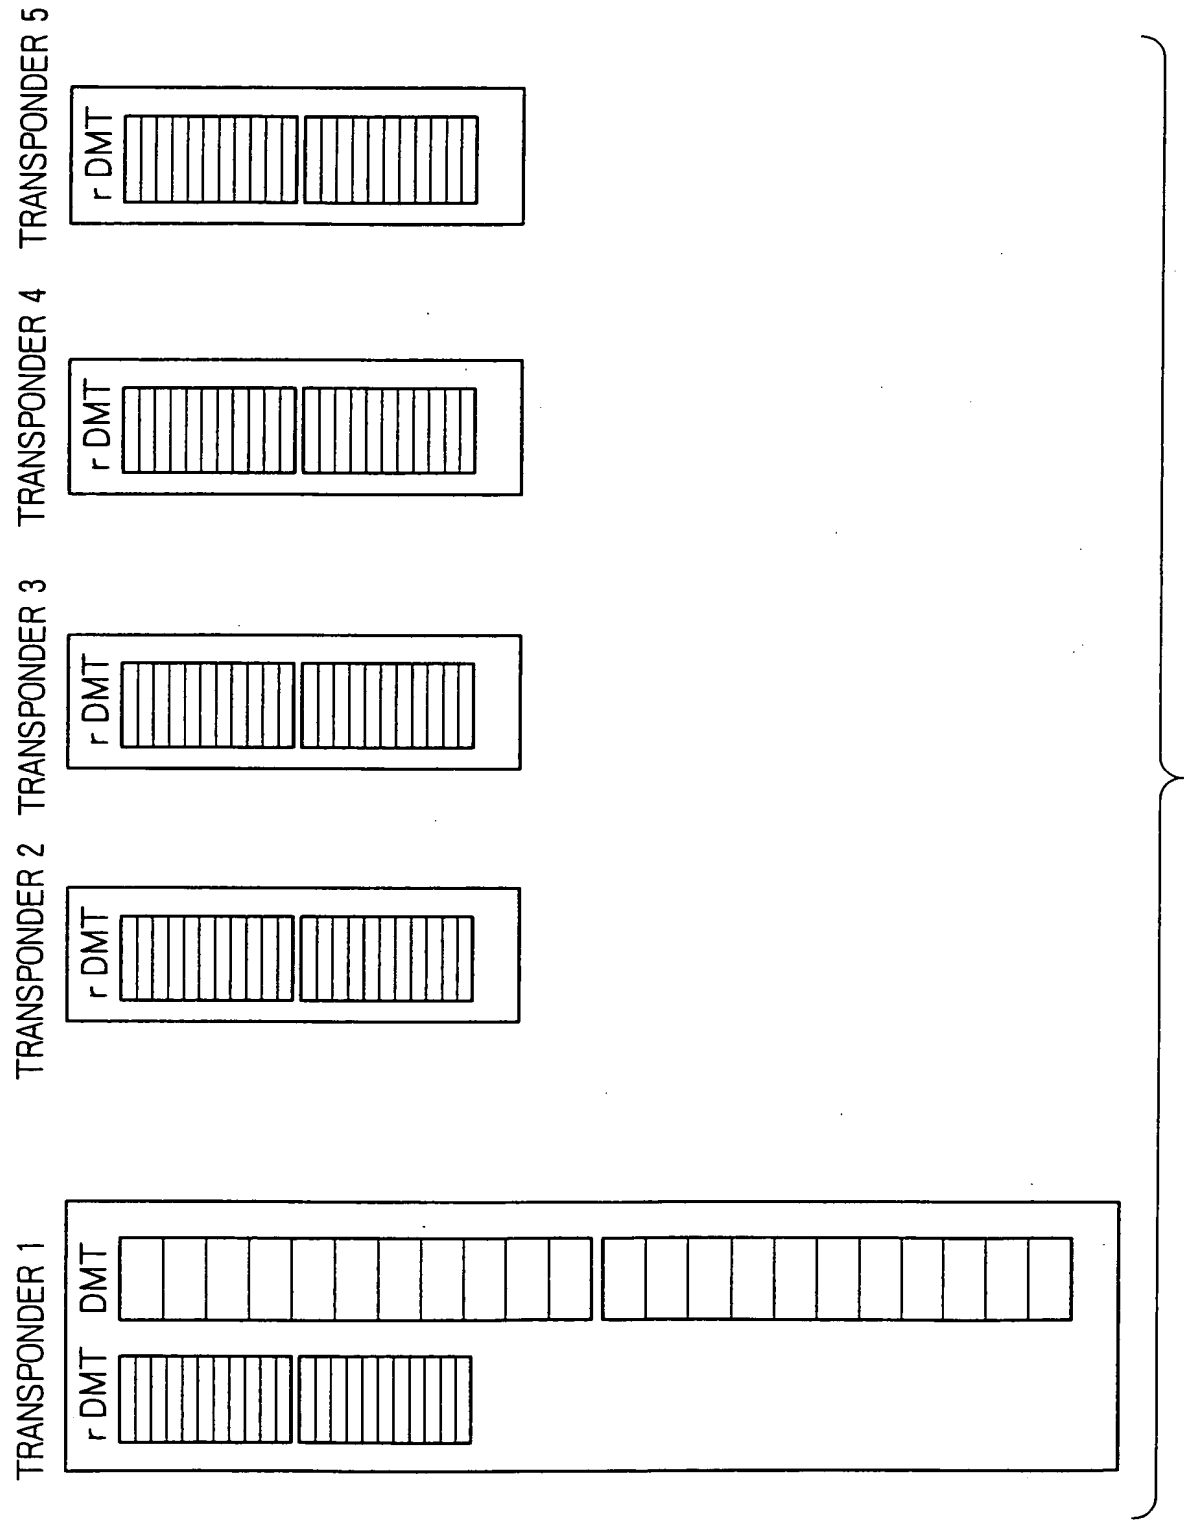 TRANSPONDER 1
r DMT
DMT
TRANSPONDER 2
r DMT
TRANSPONDER 3
r DMT
TRANSPONDER 4
r DMT
TRANSPONDER 5
r DMT